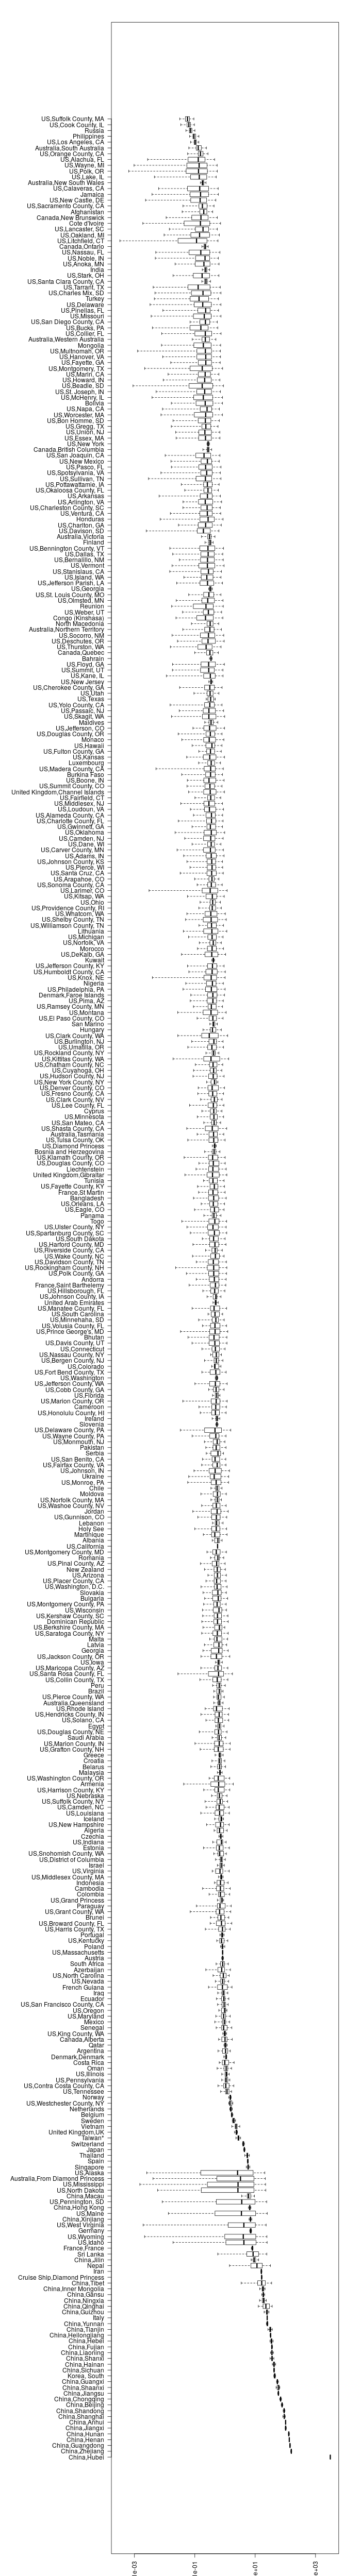 US,Suffolk County, MA
US,Cook County, IL
Russia
Philippines
US,Los Angeles, CA
Australia,South Australia
US,Orange County, CA
US,Alachua, FL
US,Wayne, MI
US,Polk, OR
US,Lake, IL
Australia,New South Wales
US,Calaveras, CA
Jamaica
US,New Castle, DE
US,Sacramento County, CA
Afghanistan
Canada,New Brunswick
Cote d'Ivoire
US,Lancaster, SC
US,Oakland, MI
US,Litchfield, CT
Canada,Ontario
US,Nassau, FL
US,Noble, IN
US,Anoka, MN
India
US,Stark, OH
US,Santa Clara County, CA
US,Tarrant, TX
US,Charles Mix, SD
Turkey
US,Delaware
US,Pinellas, FL
US,Missouri
US,San Diego County, CA
US,Collier, FL
US,Bucks, PA
Australia,Western Australia
Mongolia
US,Multnomah, OR
US,Hanover, VA
US,Fayette, GA
US,Montgomery, TX
US,Marin, CA
US,Howard, IN
US,Beadle, SD
US,St. Joseph, IN
US,McHenry, IL
Bolivia
US,Napa, CA
US,Worcester, MA
US,Bon Homme, SD
US,Gregg, TX
US,Union, NJ
US,Essex, MA
US,New York
Canada,British Columbia
US,San Joaquin, CA
US,New Mexico
US,Pasco, FL
US,Spotsylvania, VA
US,Sullivan, TN
US,Pottawattamie, IA
US,Okaloosa County, FL
US,Arkansas
US,Arlington, VA
US,Charleston County, SC
US,Ventura, CA
Honduras
US,Charlton, GA
US,Davison, SD
Australia,Victoria
Finland
US,Bennington County, VT
US,Dallas, TX
US,Bernalillo, NM
US,Vermont
US,Stanislaus, CA
US,Island, WA
US,Jefferson Parish, LA
US,Georgia
US,St. Louis County, MO
US,Olmsted, MN
Reunion
US,Weber, UT
Congo (Kinshasa)
North Macedonia
Australia,Northern Territory
US,Socorro, NM
US,Deschutes, OR
US,Thurston, WA
Canada,Quebec
Bahrain
US,Floyd, GA
US,Summit, UT
US,Kane, IL
US,New Jersey
US,Cherokee County, GA
US,Utah
US,Texas
US,Yolo County, CA
US,Passaic, NJ
US,Skagit, WA
Maldives
US,Jefferson, CO
US,Douglas County, OR
Monaco
US,Hawaii
US,Fulton County, GA
US,Kansas
Luxembourg
US,Madera County, CA
Burkina Faso
US,Boone, IN
US,Summit County, CO
United Kingdom,Channel Islands
US,Fairfield, CT
US,Middlesex, NJ
US,Loudoun, VA
US,Alameda County, CA
US,Charlotte County, FL
US,Gwinnett, GA
US,Oklahoma
US,Camden, NJ
US,Dane, WI
US,Carver County, MN
US,Adams, IN
US,Johnson County, KS
US,Pierce, WI
US,Santa Cruz, CA
US,Arapahoe, CO
US,Sonoma County, CA
US,Larimer, CO
US,Kitsap, WA
US,Ohio
US,Providence County, RI
US,Whatcom, WA
US,Shelby County, TN
US,Williamson County, TN
Lithuania
US,Michigan
US,Norfolk, VA
Morocco
US,DeKalb, GA
Kuwait
US,Jefferson County, KY
US,Humboldt County, CA
US,Knox, NE
Nigeria
US,Philadelphia, PA
Denmark,Faroe Islands
US,Pima, AZ
US,Ramsey County, MN
US,Montana
US,El Paso County, CO
San Marino
Hungary
US,Clark County, WA
US,Burlington, NJ
US,Umatilla, OR
US,Rockland County, NY
US,Kittitas County, WA
US,Chatham County, NC
US,Cuyahoga, OH
US,Hudson County, NJ
US,New York County, NY
US,Denver County, CO
US,Fresno County, CA
US,Clark County, NV
US,Lee County, FL
Cyprus
US,Minnesota
US,San Mateo, CA
US,Shasta County, CA
Australia,Tasmania
US,Tulsa County, OK
US,Diamond Princess
Bosnia and Herzegovina
US,Klamath County, OR
US,Douglas County, CO
Liechtenstein
United Kingdom,Gibraltar
Tunisia
US,Fayette County, KY
France,St Martin
Bangladesh
US,Orleans, LA
US,Eagle, CO
Panama
Togo
US,Ulster County, NY
US,Spartanburg County, SC
US,South Dakota
US,Harford County, MD
US,Riverside County, CA
US,Wake County, NC
US,Davidson County, TN
US,Rockingham County, NH
US,Polk County, GA
Andorra
France,Saint Barthelemy
US,Hillsborough, FL
US,Johnson County, IA
United Arab Emirates
US,Manatee County, FL
US,South Carolina
US,Minnehaha, SD
US,Volusia County, FL
US,Prince George's, MD
Bhutan
US,Davis County, UT
US,Connecticut
US,Nassau County, NY
US,Bergen County, NJ
US,Colorado
US,Fort Bend County, TX
US,Washington
US,Jefferson County, WA
US,Cobb County, GA
US,Florida
US,Marion County, OR
Cameroon
US,Honolulu County, HI
Ireland
Slovenia
US,Delaware County, PA
US,Wayne County, PA
US,Monmouth, NJ
Pakistan
Serbia
US,San Benito, CA
US,Fairfax County, VA
US,Johnson, IN
Ukraine
US,Monroe, PA
Chile
Moldova
US,Norfolk County, MA
US,Washoe County, NV
Jordan
US,Gunnison, CO
Lebanon
Holy See
Martinique
Albania
US,California
US,Montgomery County, MD
Romania
US,Pinal County, AZ
New Zealand
US,Arizona
US,Placer County, CA
US,Washington, D.C.
Slovakia
Bulgaria
US,Montgomery County, PA
US,Wisconsin
US,Kershaw County, SC
Dominican Republic
US,Berkshire County, MA
US,Saratoga County, NY
Malta
Latvia
Georgia
US,Jackson County, OR
US,Iowa
US,Maricopa County, AZ
US,Santa Rosa County, FL
US,Collin County, TX
Peru
Brazil
US,Pierce County, WA
Australia,Queensland
US,Rhode Island
US,Hendricks County, IN
US,Solano, CA
Egypt
US,Douglas County, NE
Saudi Arabia
US,Marion County, IN
US,Grafton County, NH
Greece
Croatia
Belarus
Malaysia
US,Washington County, OR
Armenia
US,Harrison County, KY
US,Nebraska
US,Suffolk County, NY
US,Camden, NC
US,Louisiana
Iceland
US,New Hampshire
Algeria
Czechia
US,Indiana
Estonia
US,Snohomish County, WA
US,District of Columbia
Israel
US,Virginia
US,Middlesex County, MA
Indonesia
Cambodia
Colombia
US,Grand Princess
Paraguay
US,Grant County, WA
Brunei
US,Broward County, FL
US,Harris County, TX
Portugal
US,Kentucky
Poland
US,Massachusetts
Austria
South Africa
Azerbaijan
US,North Carolina
US,Nevada
French Guiana
Iraq
Ecuador
US,San Francisco County, CA
US,Oregon
US,Maryland
Mexico
Senegal
US,King County, WA
Canada,Alberta
Qatar
Argentina
Denmark,Denmark
Costa Rica
Oman
US,Illinois
US,Pennsylvania
US,Contra Costa County, CA
US,Tennessee
Norway
US,Westchester County, NY
Netherlands
Belgium
Sweden
Vietnam
United Kingdom,UK
Taiwan*
Switzerland
Japan
Thailand
Spain
Singapore
US,Alaska
Australia,From Diamond Princess
US,Mississippi
US,North Dakota
China,Macau
US,Pennington, SD
China,Hong Kong
US,Maine
China,Xinjiang
US,West Virginia
Germany
US,Wyoming
US,Idaho
France,France
Sri Lanka
China,Jilin
Nepal
Iran
Cruise Ship,Diamond Princess
China,Tibet
China,Inner Mongolia
China,Gansu
China,Ningxia
China,Qinghai
China,Guizhou
Italy
China,Yunnan
China,Tianjin
China,Heilongjiang
China,Hebei
China,Fujian
China,Liaoning
China,Shanxi
China,Hainan
China,Sichuan
Korea, South
China,Guangxi
China,Shaanxi
China,Jiangsu
China,Chongqing
China,Beijing
China,Shandong
China,Shanghai
China,Anhui
China,Jiangxi
China,Hunan
China,Henan
China,Guangdong
China,Zhejiang
China,Hubei
1e-03
1e-01
1e+01
1e+03